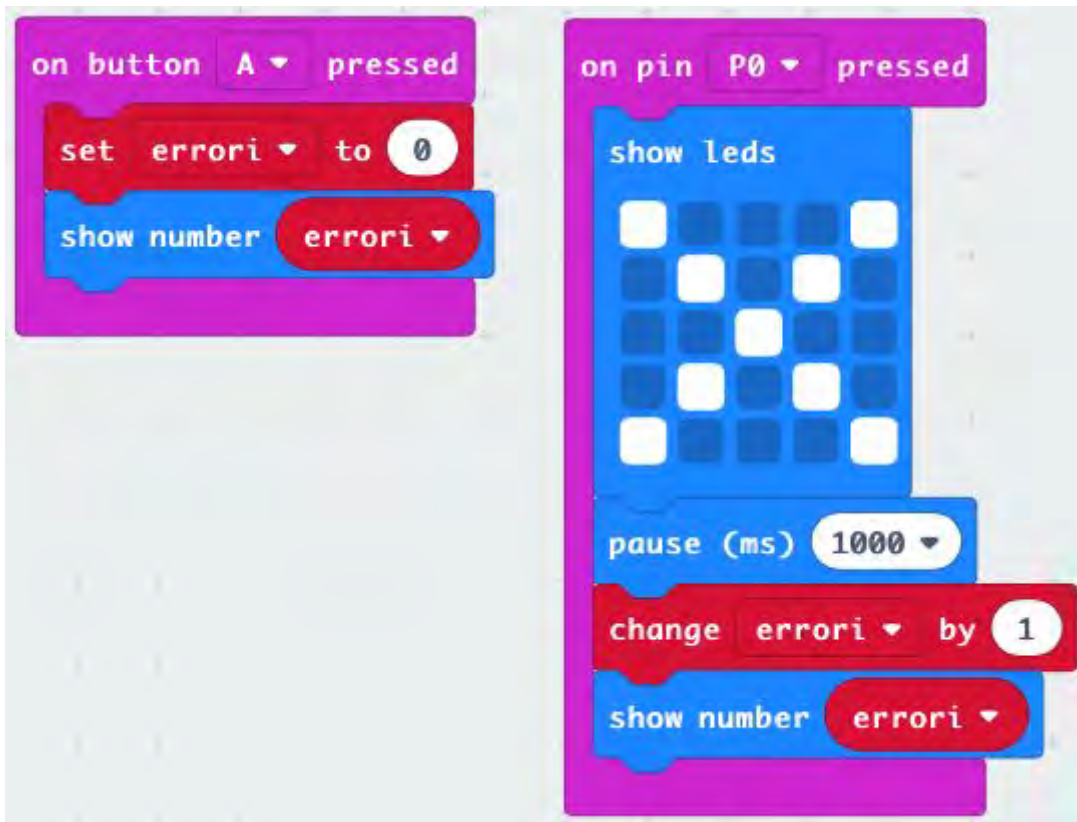 on button A pressed
set errori to 0
show number errori
on pin P0 pressed
show leds
pause (ms) 1000
change errori by 1
show number errori